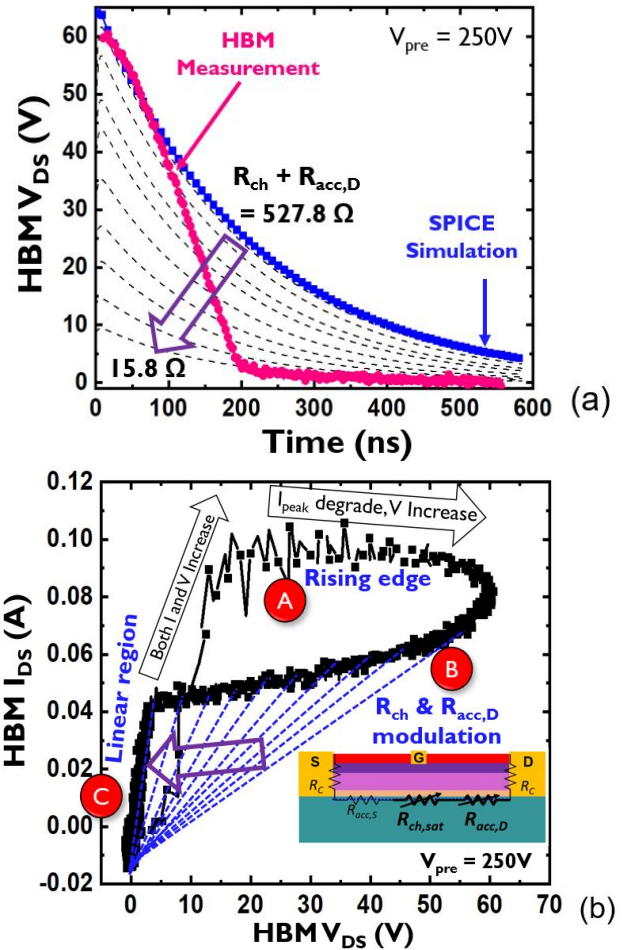 V_pre = 250V
HBM
Measurement
R_ch + R_acc,D
= 527.8 Ω
SPICE
Simulation
15.8 Ω
60
50
40
30
20
10
0
0 100 200 300 400 500 600
HBM V_DS (V)
Time (ns)
(a)
I_peak degrade, V Increase
Both I and V Increase
Rising edge
A
Linear region
B
R_ch & R_acc,D
modulation
C
S G D
R_C R_C
R_acc,S R_ch,sat R_acc,D
V_pre = 250V
0.12
0.10
0.08
0.06
0.04
0.02
0.00
-0.02
0 10 20 30 40 50 60 70
HBM I_DS (A)
HBM V_DS (V)
(b)